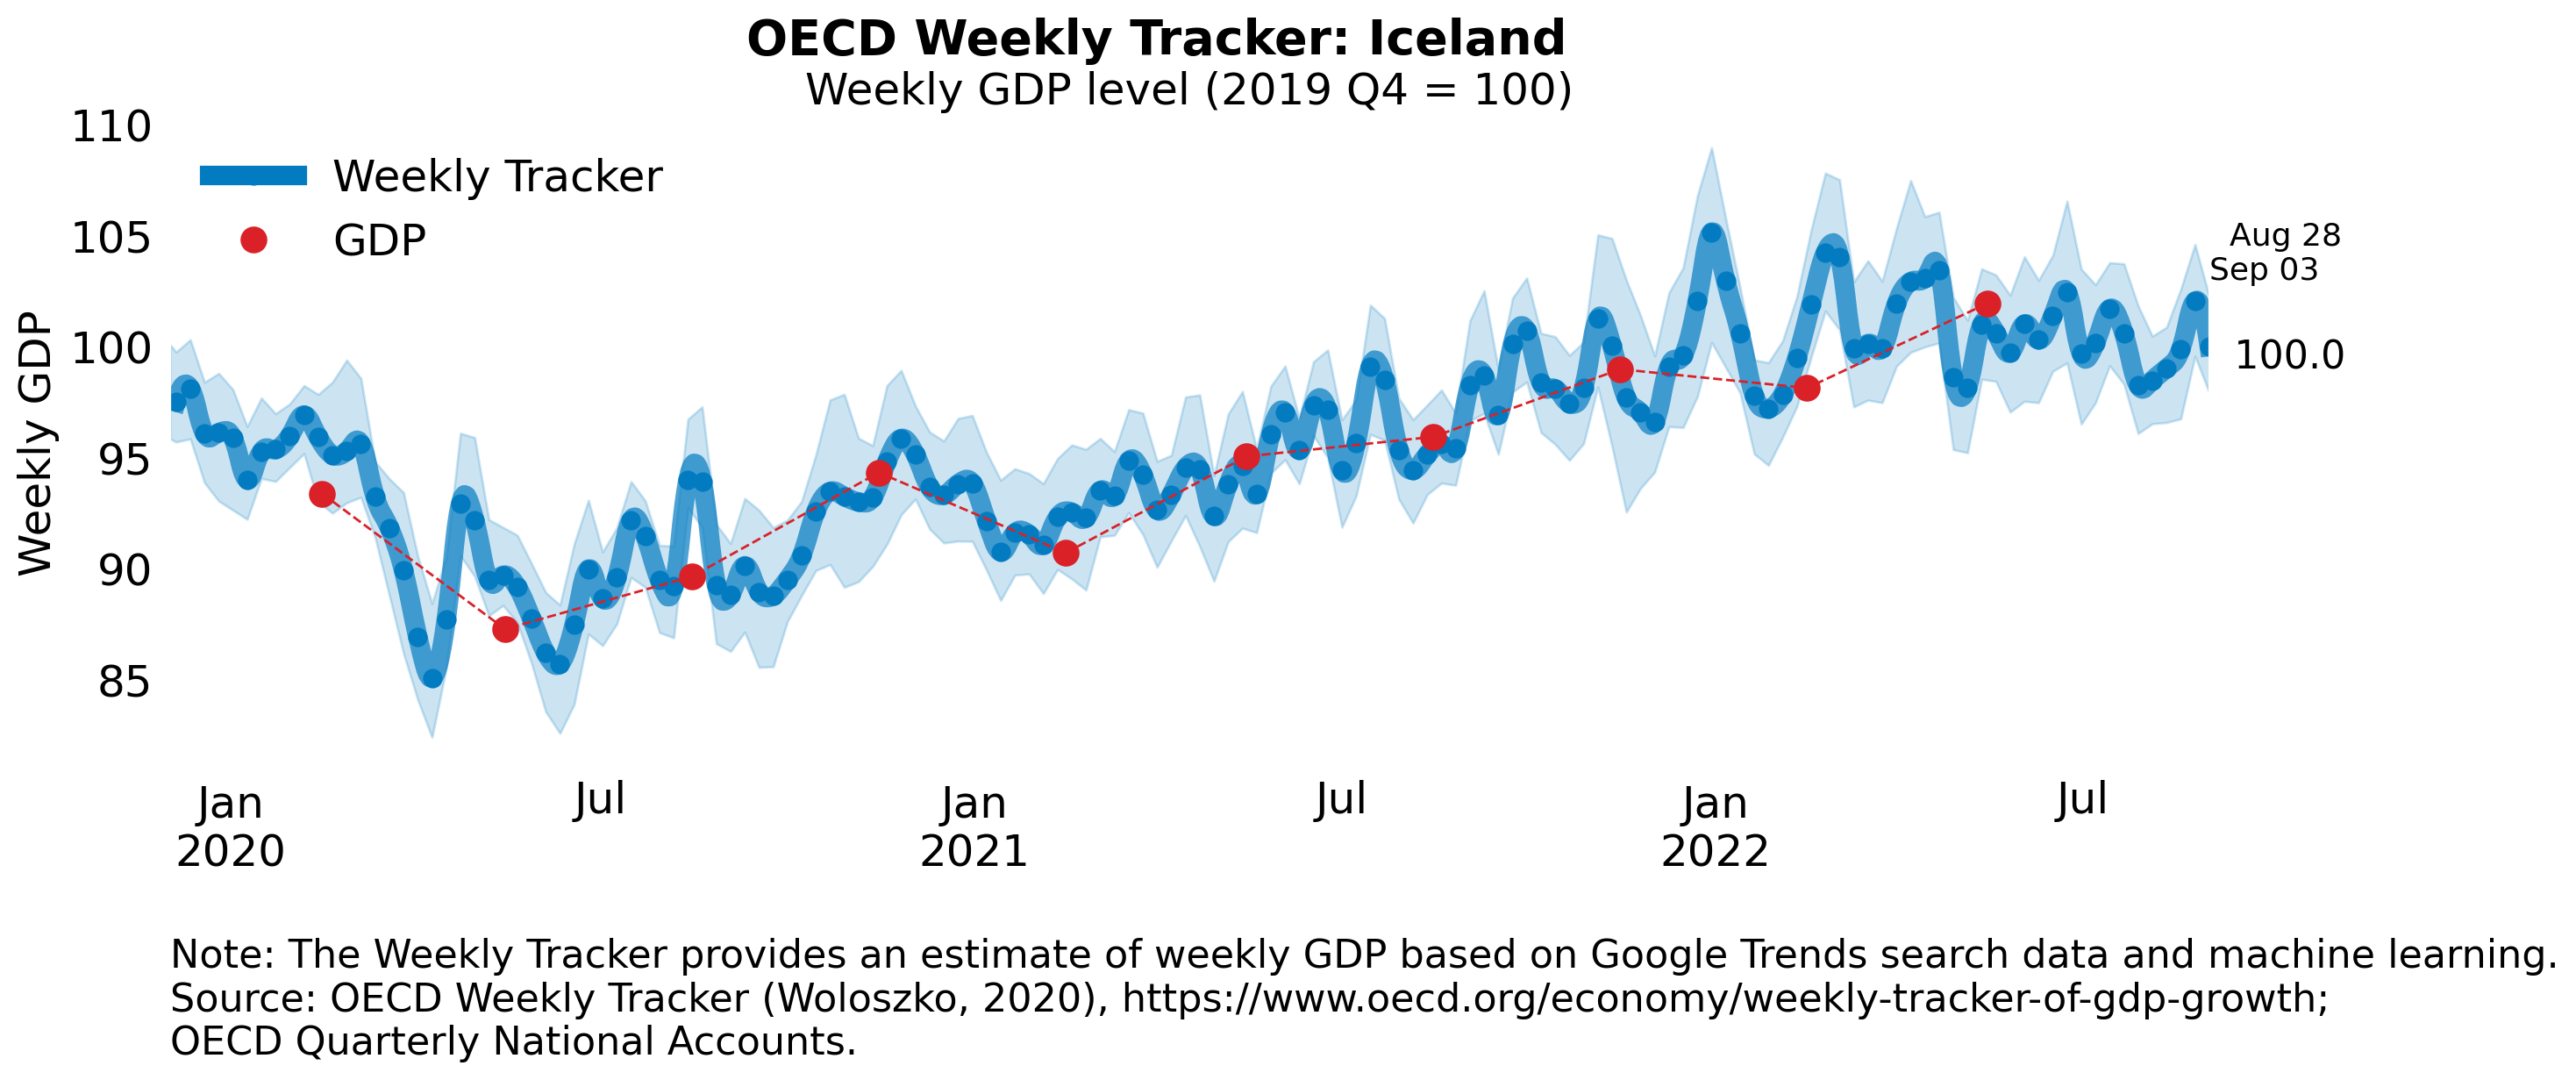 OECD Weekly Tracker: Iceland
Weekly GDP level (2019 Q4 = 100)
Weekly GDP
110
105
100
95
90
85
Weekly Tracker
GDP
Aug 28
Sep 03
100.0
Jan
2020
Jul
Jan
2021
Jul
Jan
2022
Jul
Note: The Weekly Tracker provides an estimate of weekly GDP based on Google Trends search data and machine learning.
Source: OECD Weekly Tracker (Woloszko, 2020), https://www.oecd.org/economy/weekly-tracker-of-gdp-growth;
OECD Quarterly National Accounts.